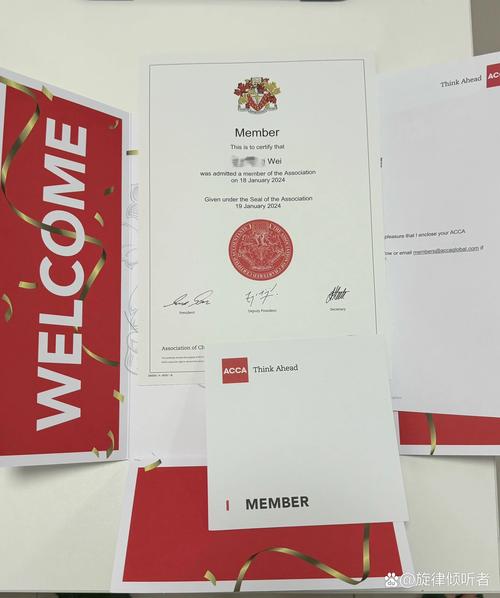 WELCOME
Member
This is to certify that
Wei
was admitted a member of the Association
on 18 January 2024
Given under the Seal of the Association
19 January 2024
President
Deputy President
Secretary
Association of Ch
ACCA Think Ahead
MEMBER
Think Ahead ACC
pleasure that I enclose your ACCA
or email members@accaglobal.com if
旋律倾听者